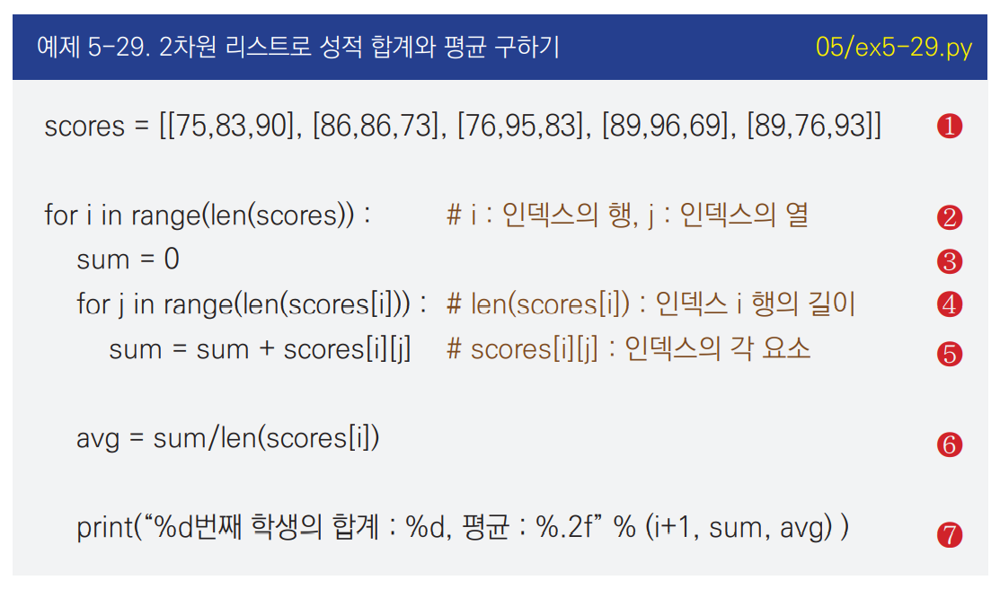 예제 5-29. 2차원 리스트로 성적 합계와 평균 구하기 05/ex5-29.py
scores = [[75,83,90], [86,86,73], [76,95,83], [89,96,69], [89,76,93]] ❶
for i in range(len(scores)) : # i : 인덱스의 행, j : 인덱스의 열 ❷
sum = 0 ❸
for j in range(len(scores[i])) : # len(scores[i]) : 인덱스 i 행의 길이 ❹
sum = sum + scores[i][j] # scores[i][j] : 인덱스의 각 요소 ❺
avg = sum/len(scores[i]) ❻
print(“%d번째 학생의 합계 : %d, 평균 : %.2f” % (i+1, sum, avg) ) ❼